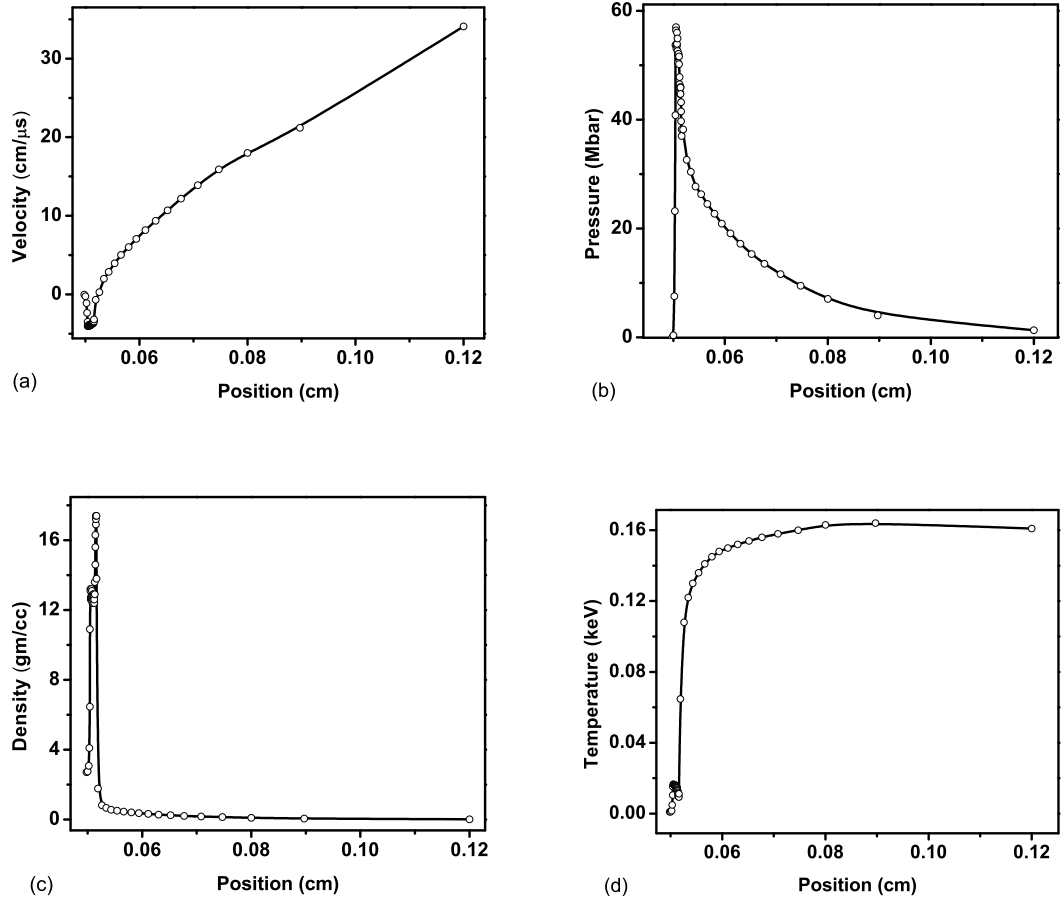 30
20
10
0
Velocity (cm/μs)
0.06 0.08 0.10 0.12
Position (cm)
(a)
60
40
20
0
Pressure (Mbar)
0.06 0.08 0.10 0.12
Position (cm)
(b)
16
12
8
4
0
Density (gm/cc)
0.06 0.08 0.10 0.12
Position (cm)
(c)
0.16
0.12
0.08
0.04
0.00
Temperature (keV)
0.06 0.08 0.10 0.12
Position (cm)
(d)